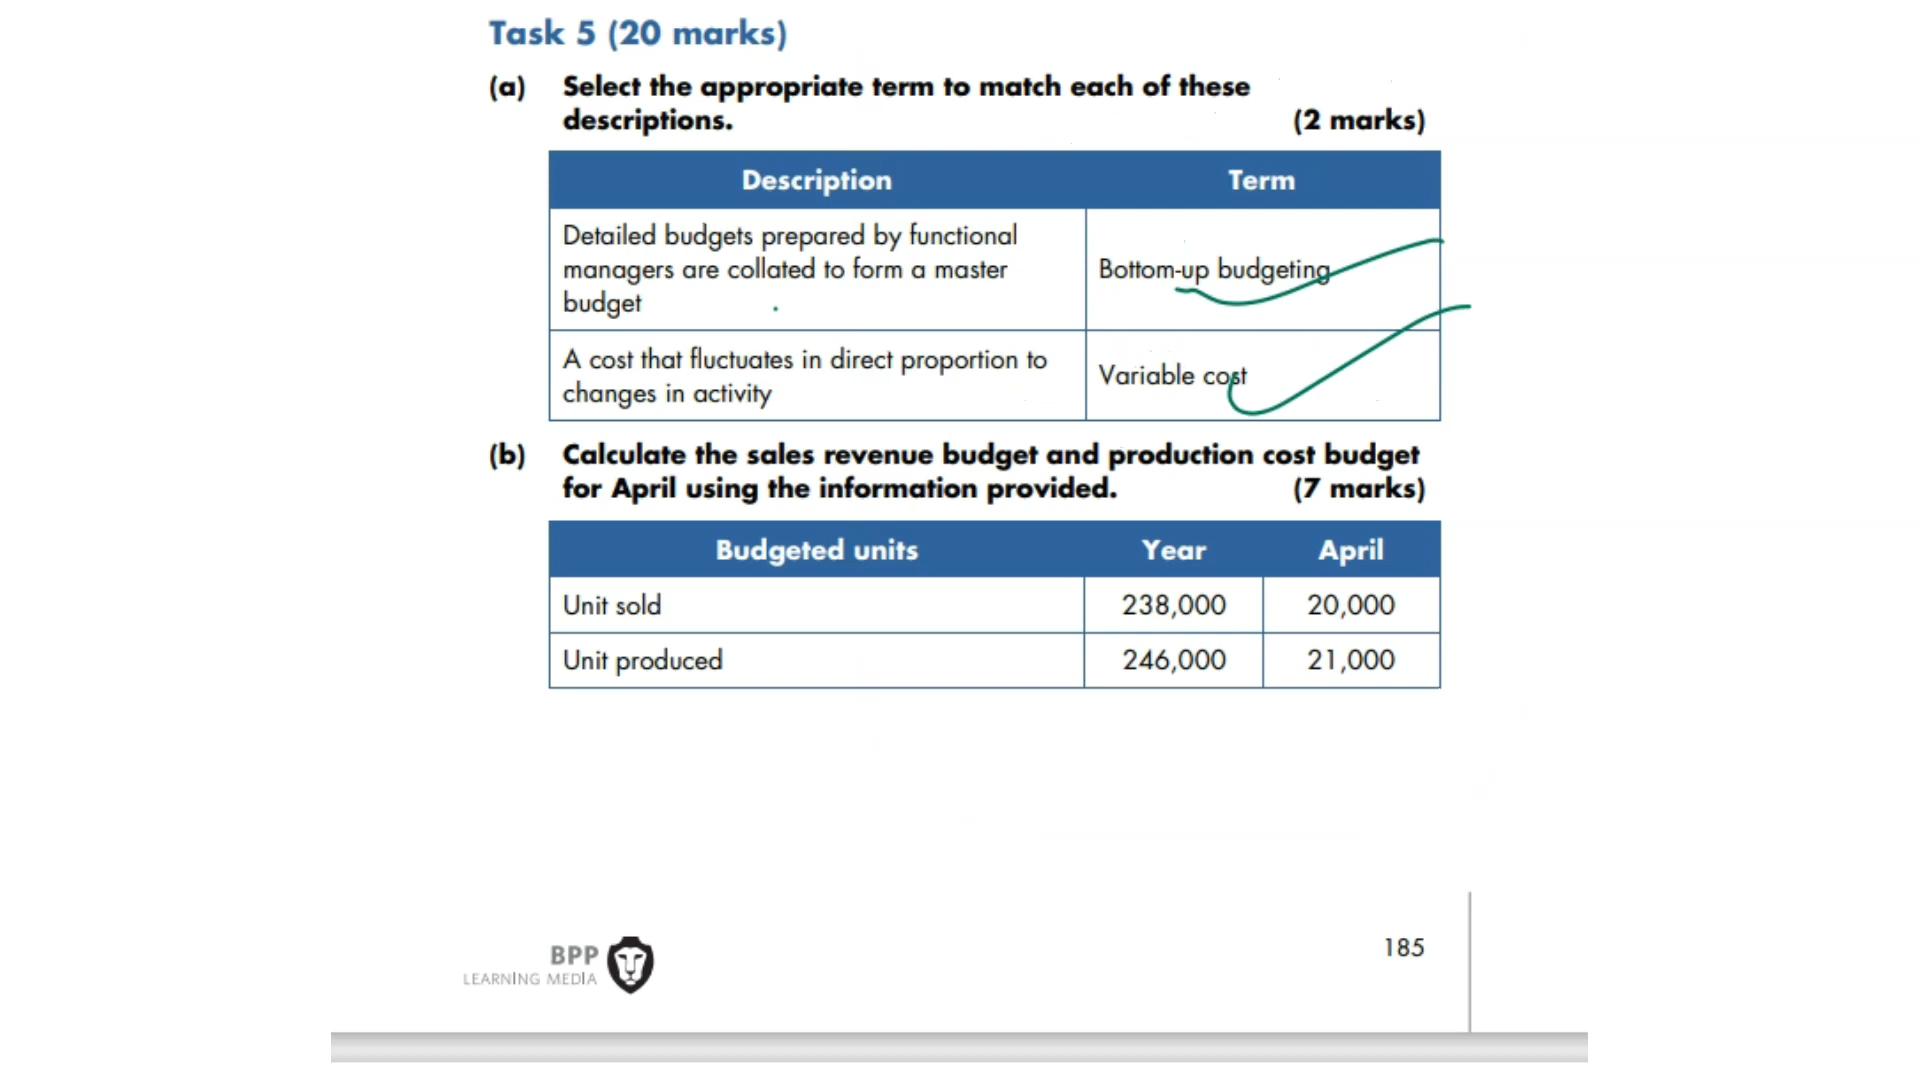 Task 5 (20 marks)
(a) Select the appropriate term to match each of these
descriptions. (2 marks)
Description Term
Detailed budgets prepared by functional
managers are collated to form a master
budget
Bottom-up budgeting
A cost that fluctuates in direct proportion to
changes in activity
Variable cost
(b) Calculate the sales revenue budget and production cost budget
for April using the information provided. (7 marks)
Budgeted units Year April
Unit sold 238,000 20,000
Unit produced 246,000 21,000
BPP
LEARNING MEDIA
185